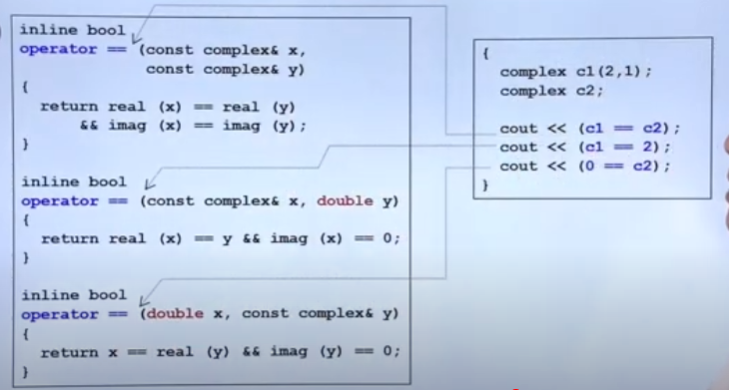 inline bool
operator == (const complex& x,
             const complex& y)
{
  return real (x) == real (y)
      && imag (x) == imag (y);
}
inline bool
operator == (const complex& x, double y)
{
  return real (x) == y && imag (x) == 0;
}
inline bool
operator == (double x, const complex& y)
{
  return x == real (y) && imag (y) == 0;
}
{
  complex c1(2,1);
  complex c2;
  cout << (c1 == c2);
  cout << (c1 == 2);
  cout << (0 == c2);
}